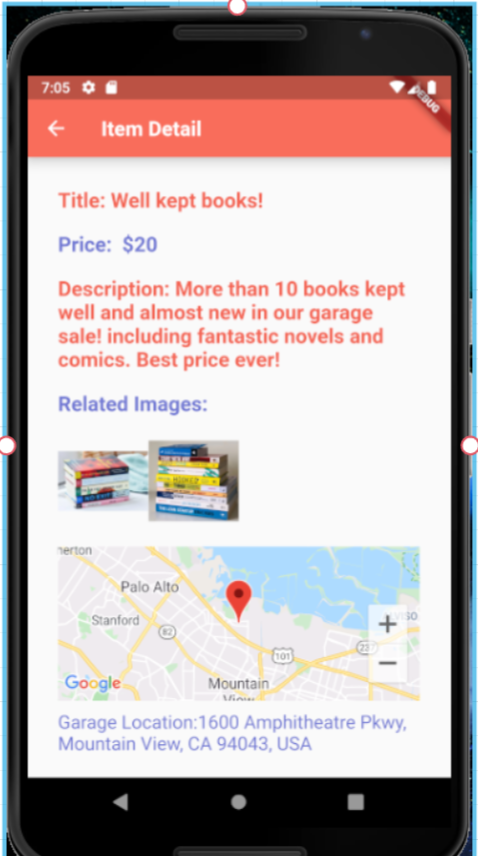 7:05
DEBUG
Item Detail
Title: Well kept books!
Price: $20
Description: More than 10 books kept
well and almost new in our garage
sale! including fantastic novels and
comics. Best price ever!
Related Images:
Palo Alto
Stanford
82
101
237
Mountain
View
Google
Garage Location:1600 Amphitheatre Pkwy,
Mountain View, CA 94043, USA